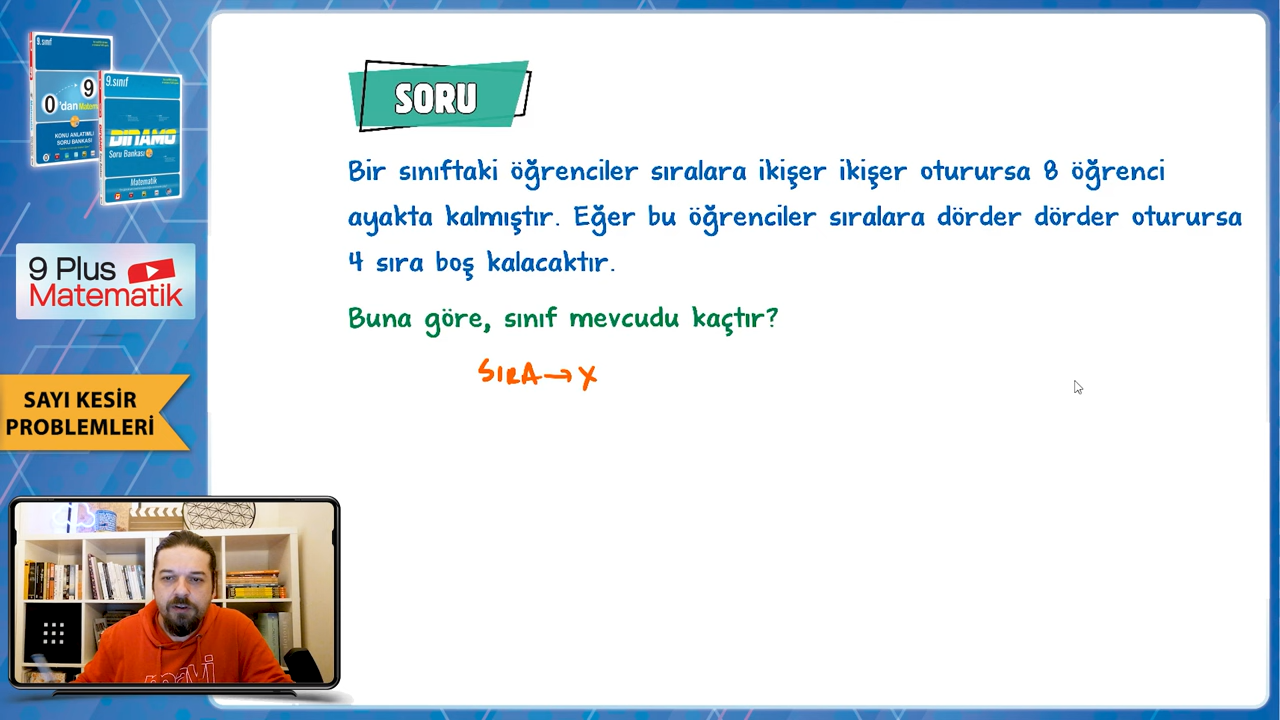 9.sınıf
0'dan 9
Matem
KONU ANLATIMLI
SORU BANKASI
9.sınıf
DINAMO
Soru Bankası
Matematik
9 Plus
Matematik
SAYI KESİR
PROBLEMLERİ
SORU
Bir sınıftaki öğrenciler sıralara ikişer ikişer oturursa 8 öğrenci
ayakta kalmıştır. Eğer bu öğrenciler sıralara dörder dörder oturursa
4 sıra boş kalacaktır.
Buna göre, sınıf mevcudu kaçtır?
SIRA→X